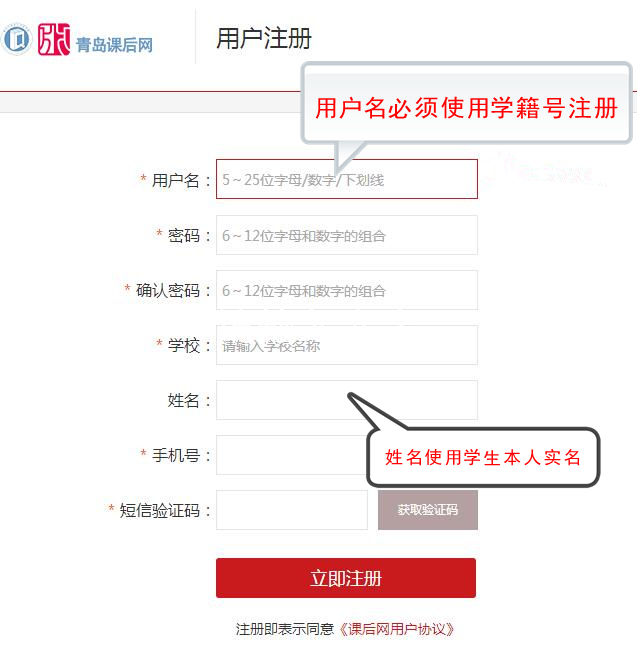 青岛课后网
用户注册
用户名必须使用学籍号注册
* 用户名：
5～25位字母/数字/下划线
* 密码：
6～12位字母和数字的组合
* 确认密码：
6～12位字母和数字的组合
* 学校：
请输入学校名称
姓名：
* 手机号：
姓名使用学生本人实名
* 短信验证码：
获取验证码
立即注册
注册即表示同意《课后网用户协议》